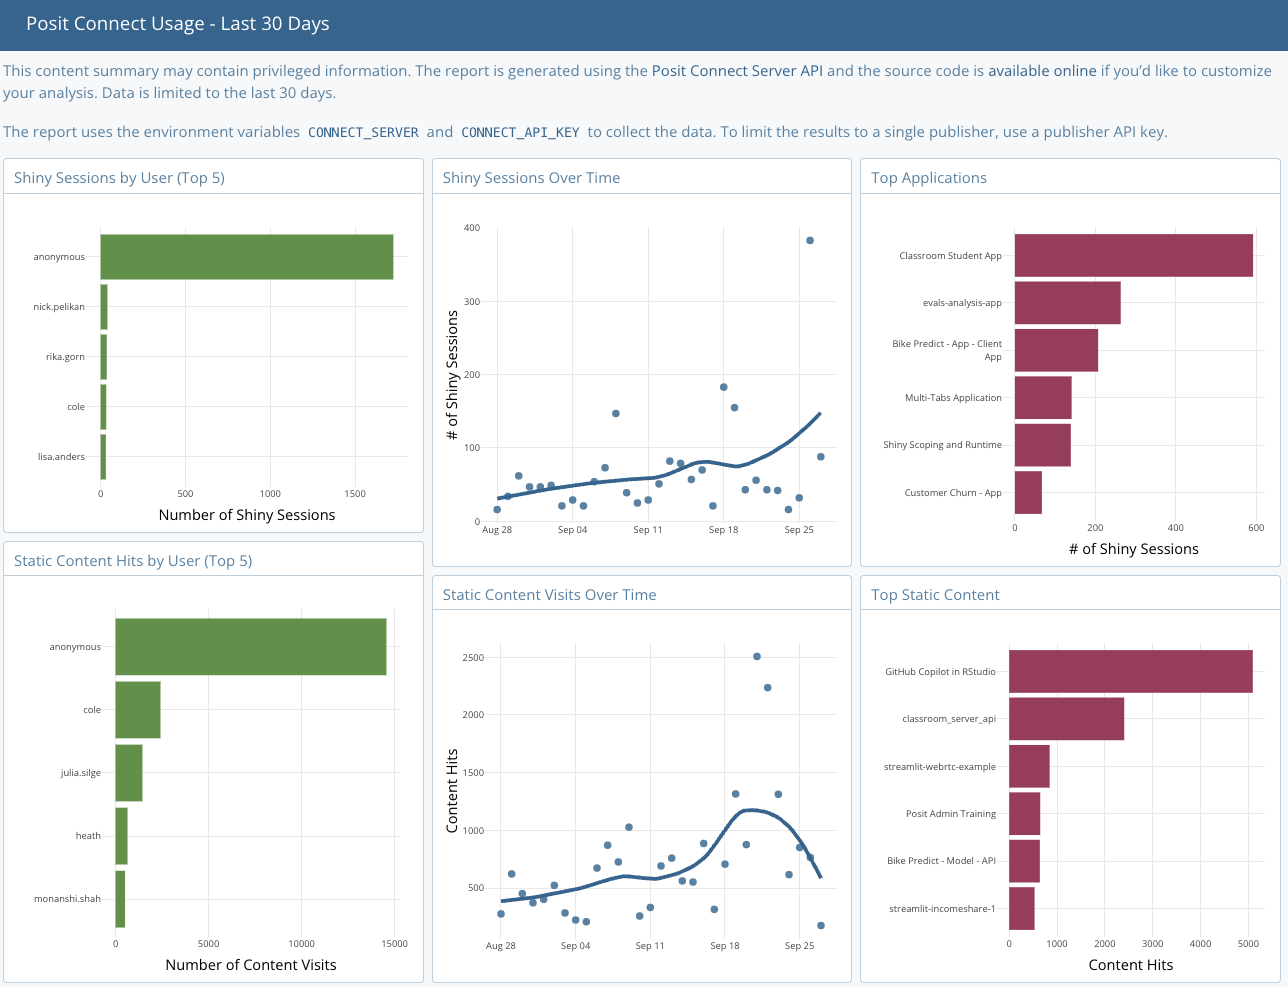 Posit Connect Usage - Last 30 Days
This content summary may contain privileged information. The report is generated using the Posit Connect Server API and the source code is available online if you'd like to customize
your analysis. Data is limited to the last 30 days.
The report uses the environment variables CONNECT_SERVER and CONNECT_API_KEY to collect the data. To limit the results to a single publisher, use a publisher API key.
Shiny Sessions by User (Top 5)
anonymous
nick.pelikan
rika.gorn
cole
lisa.anders
0 500 1000 1500
Number of Shiny Sessions
Static Content Hits by User (Top 5)
anonymous
cole
julia.silge
heath
monanshi.shah
0 5000 10000 15000
Number of Content Visits
Shiny Sessions Over Time
# of Shiny Sessions
400
300
200
100
0
Aug 28 Sep 04 Sep 11 Sep 18 Sep 25
Static Content Visits Over Time
Content Hits
2500
2000
1500
1000
500
Aug 28 Sep 04 Sep 11 Sep 18 Sep 25
Top Applications
Classroom Student App
evals-analysis-app
Bike Predict - App - Client
App
Multi-Tabs Application
Shiny Scoping and Runtime
Customer Churn - App
0 200 400 600
# of Shiny Sessions
Top Static Content
GitHub Copilot in RStudio
classroom_server_api
streamlit-webrtc-example
Posit Admin Training
Bike Predict - Model - API
streamlit-incomeshare-1
0 1000 2000 3000 4000 5000
Content Hits